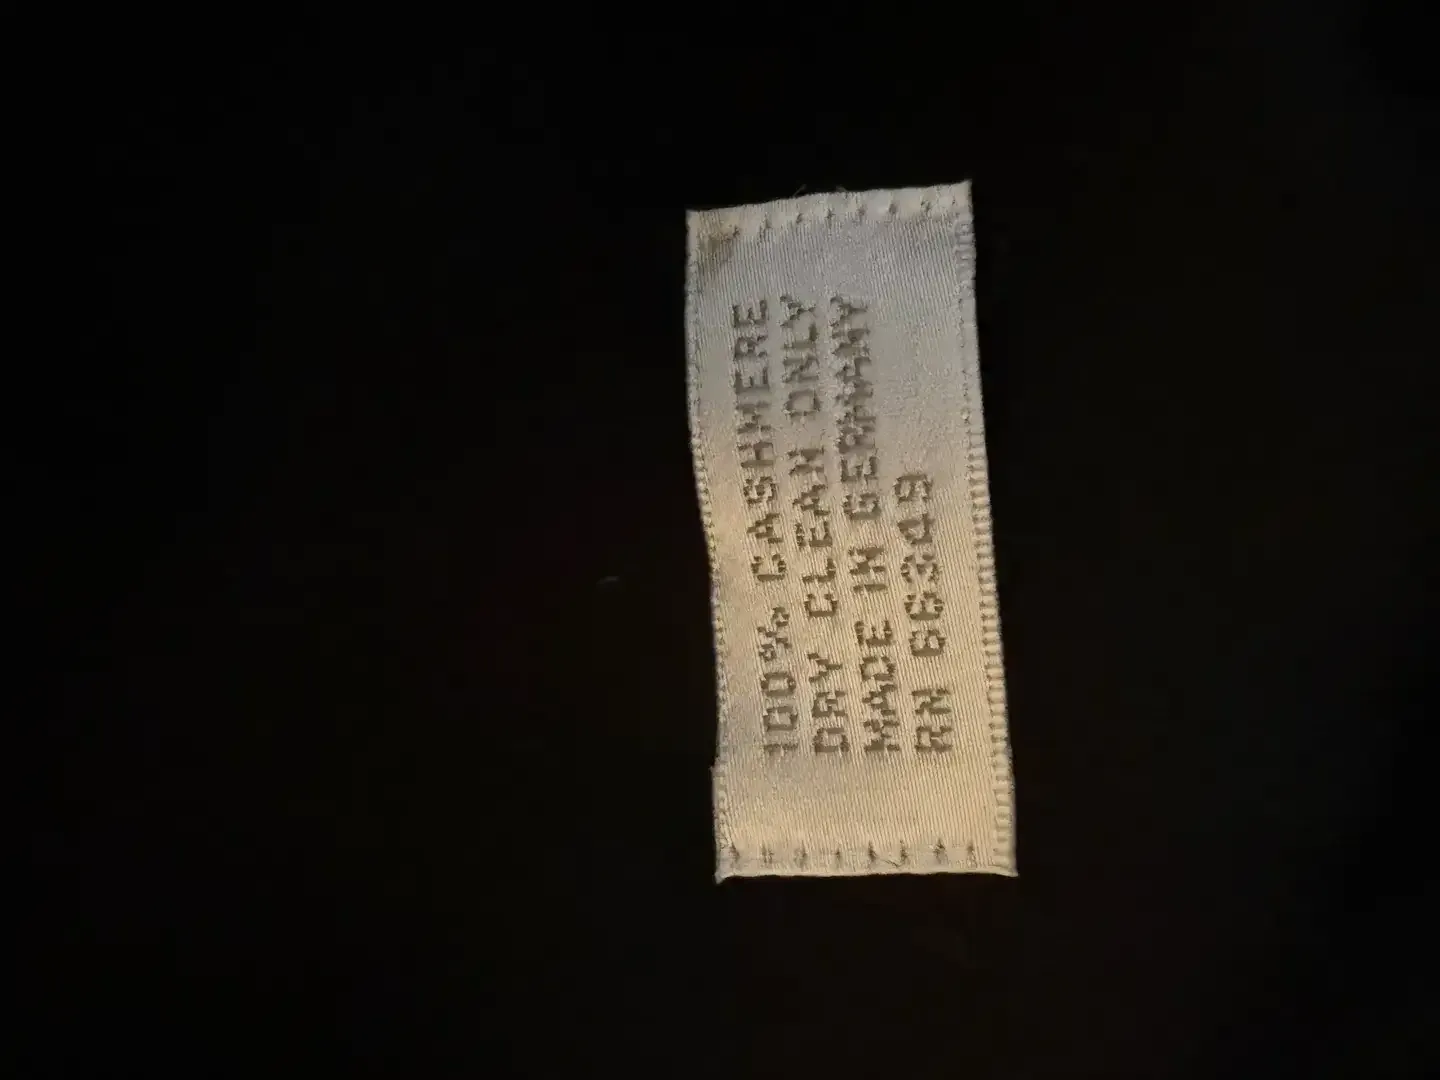 100% CASHMERE
DRY CLEAN ONLY
MADE IN GERMANY
RN 66349